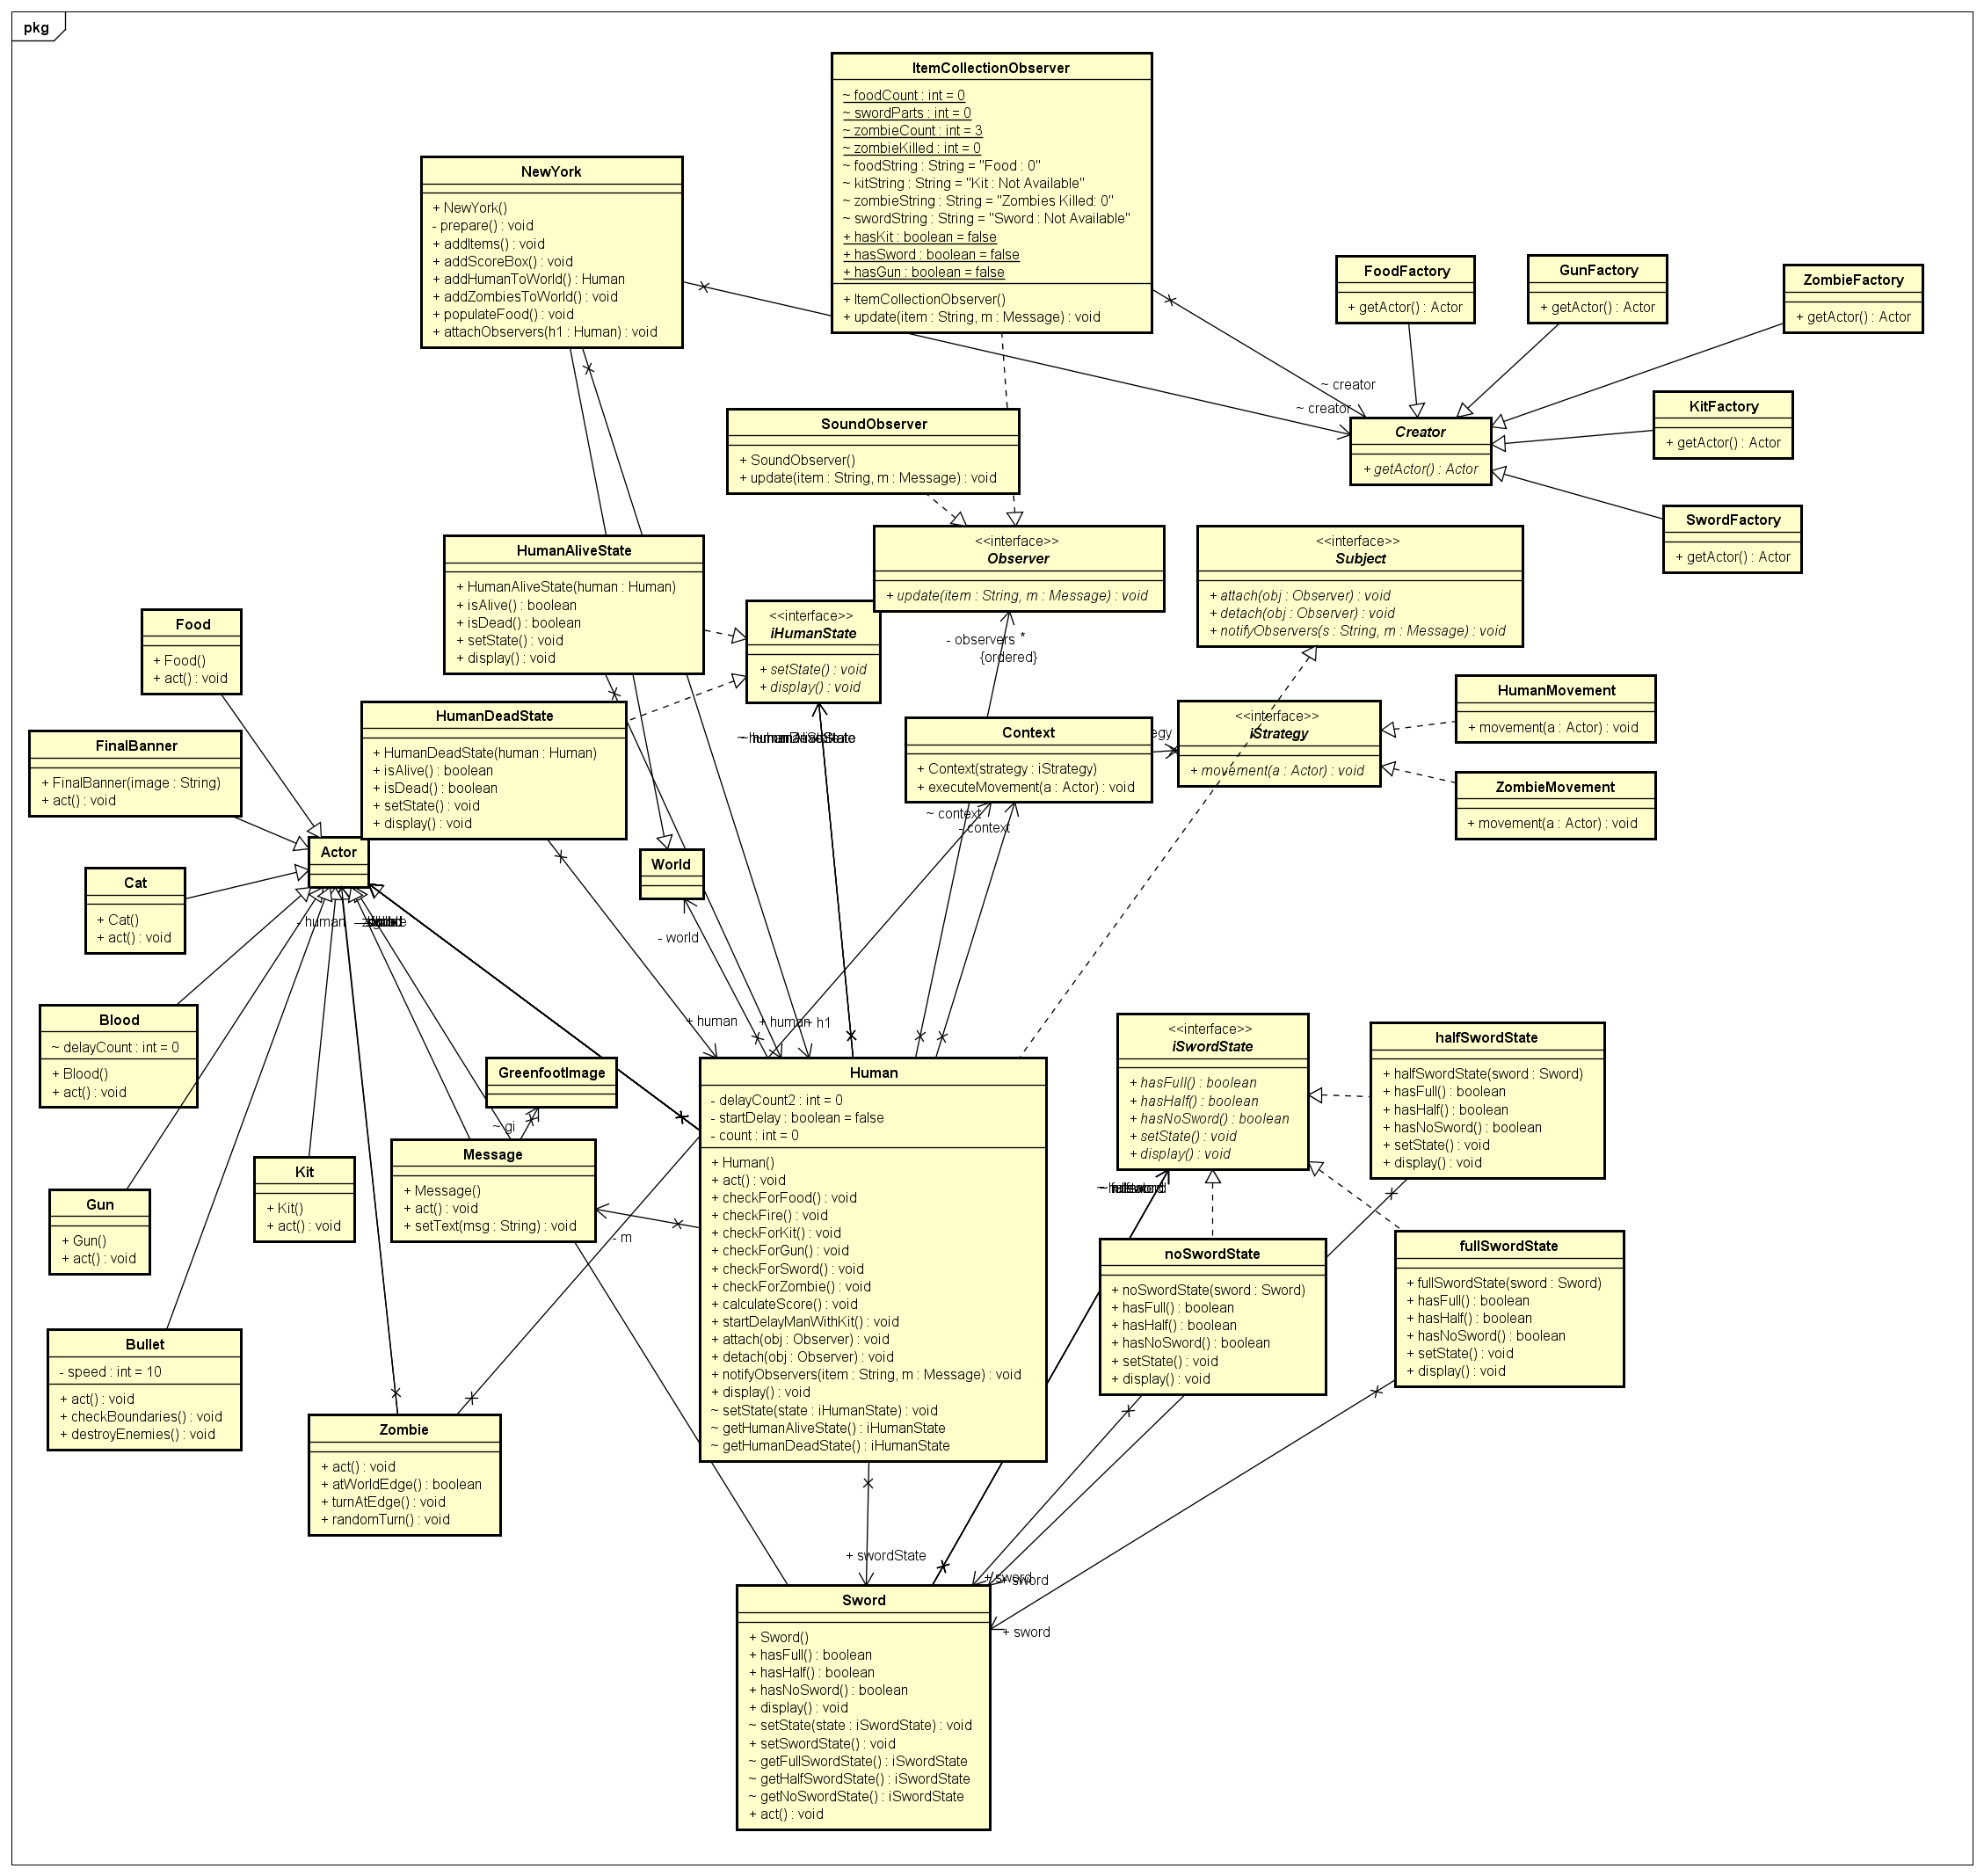 pkg
ItemCollectionObserver
~ foodCount : int = 0
~ swordParts : int = 0
~ zombieCount : int = 3
~ zombieKilled : int = 0
~ foodString : String = "Food : 0"
~ kitString : String = "Kit : Not Available"
~ zombieString : String = "Zombies Killed: 0"
~ swordString : String = "Sword : Not Available"
+ hasKit : boolean = false
+ hasSword : boolean = false
+ hasGun : boolean = false
+ ItemCollectionObserver()
+ update(item : String, m : Message) : void
NewYork
+ NewYork()
- prepare() : void
+ addItems() : void
+ addScoreBox() : void
+ addHumanToWorld() : Human
+ addZombiesToWorld() : void
+ populateFood() : void
+ attachObservers(h1 : Human) : void
FoodFactory
+ getActor() : Actor
GunFactory
+ getActor() : Actor
ZombieFactory
+ getActor() : Actor
~ creator
~ creator
KitFactory
+ getActor() : Actor
Creator
+ getActor() : Actor
SwordFactory
+ getActor() : Actor
SoundObserver
+ SoundObserver()
+ update(item : String, m : Message) : void
<<interface>>
Observer
+ update(item : String, m : Message) : void
<<interface>>
Subject
+ attach(obj : Observer) : void
+ detach(obj : Observer) : void
+ notifyObservers(s : String, m : Message) : void
HumanAliveState
+ HumanAliveState(human : Human)
+ isAlive() : boolean
+ isDead() : boolean
+ setState() : void
+ display() : void
<<interface>>
iHumanState
+ setState() : void
+ display() : void
- observers *
{ordered}
Food
+ Food()
+ act() : void
HumanDeadState
+ HumanDeadState(human : Human)
+ isAlive() : boolean
+ isDead() : boolean
+ setState() : void
+ display() : void
Context
+ Context(strategy : iStrategy)
+ executeMovement(a : Actor) : void
<<interface>>
iStrategy
+ movement(a : Actor) : void
HumanMovement
+ movement(a : Actor) : void
ZombieMovement
+ movement(a : Actor) : void
FinalBanner
+ FinalBanner(image : String)
+ act() : void
~ context
- context
Actor
World
Cat
+ Cat()
+ act() : void
- human
- world
+ human
+ human
+ h1
Blood
~ delayCount : int = 0
+ Blood()
+ act() : void
GreenfootImage
~ gi
Human
- delayCount2 : int = 0
- startDelay : boolean = false
- count : int = 0
+ Human()
+ act() : void
+ checkForFood() : void
+ checkFire() : void
+ checkForKit() : void
+ checkForGun() : void
+ checkForSword() : void
+ checkForZombie() : void
+ calculateScore() : void
+ startDelayManWithKit() : void
+ attach(obj : Observer) : void
+ detach(obj : Observer) : void
+ notifyObservers(item : String, m : Message) : void
+ display() : void
~ setState(state : iHumanState) : void
~ getHumanAliveState() : iHumanState
~ getHumanDeadState() : iHumanState
<<interface>>
iSwordState
+ hasFull() : boolean
+ hasHalf() : boolean
+ hasNoSword() : boolean
+ setState() : void
+ display() : void
halfSwordState
+ halfSwordState(sword : Sword)
+ hasFull() : boolean
+ hasHalf() : boolean
+ hasNoSword() : boolean
+ setState() : void
+ display() : void
Message
+ Message()
+ act() : void
+ setText(msg : String) : void
- m
Kit
+ Kit()
+ act() : void
Gun
+ Gun()
+ act() : void
noSwordState
+ noSwordState(sword : Sword)
+ hasFull() : boolean
+ hasHalf() : boolean
+ hasNoSword() : boolean
+ setState() : void
+ display() : void
fullSwordState
+ fullSwordState(sword : Sword)
+ hasFull() : boolean
+ hasHalf() : boolean
+ hasNoSword() : boolean
+ setState() : void
+ display() : void
Bullet
- speed : int = 10
+ act() : void
+ checkBoundaries() : void
+ destroyEnemies() : void
Zombie
+ act() : void
+ atWorldEdge() : boolean
+ turnAtEdge() : void
+ randomTurn() : void
+ swordState
+ sword
+ sword
+ sword
Sword
+ Sword()
+ hasFull() : boolean
+ hasHalf() : boolean
+ hasNoSword() : boolean
+ display() : void
~ setState(state : iSwordState) : void
+ setSwordState() : void
~ getFullSwordState() : iSwordState
~ getHalfSwordState() : iSwordState
~ getNoSwordState() : iSwordState
+ act() : void